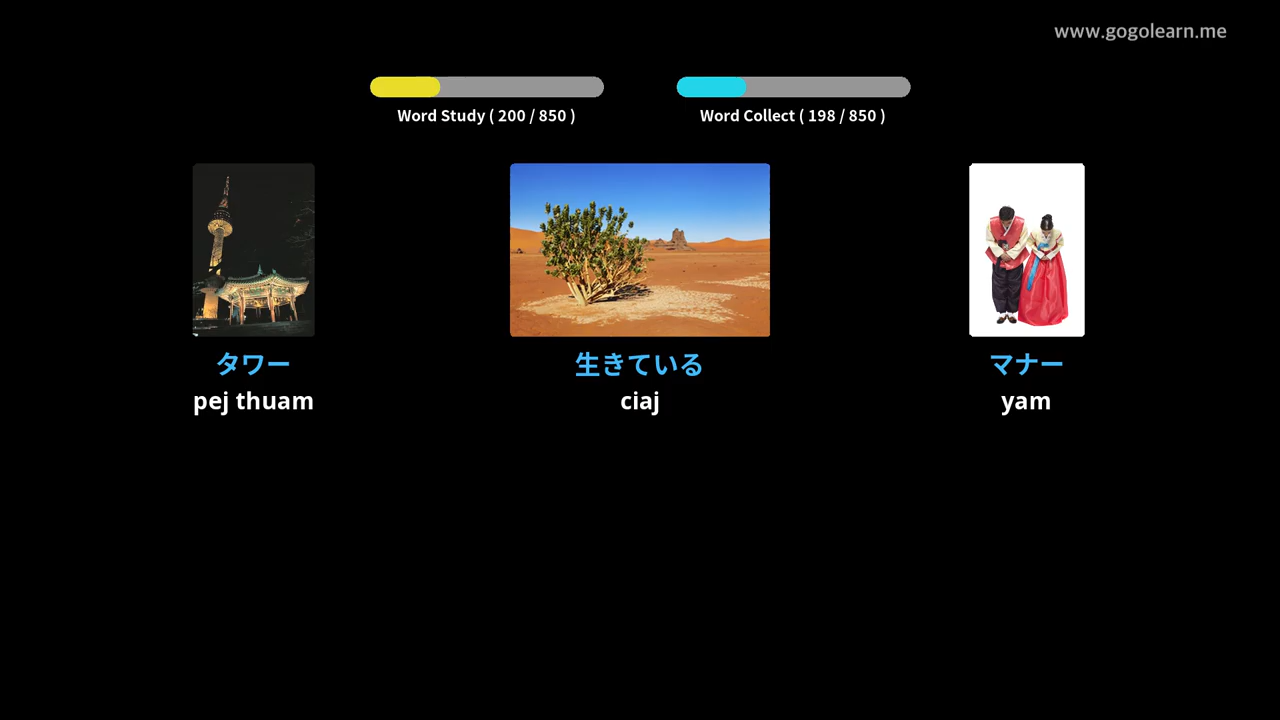 www.gogolearn.me
Word Study ( 200 / 850 )
Word Collect ( 198 / 850 )
タワー
pej thuam
生きている
ciaj
マナー
yam